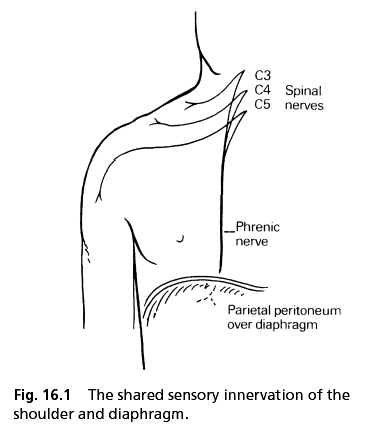 C3
C4 Spinal
C5 nerves
Phrenic
nerve
Parietal peritoneum
over diaphragm
Fig. 16.1 The shared sensory innervation of the
shoulder and diaphragm.